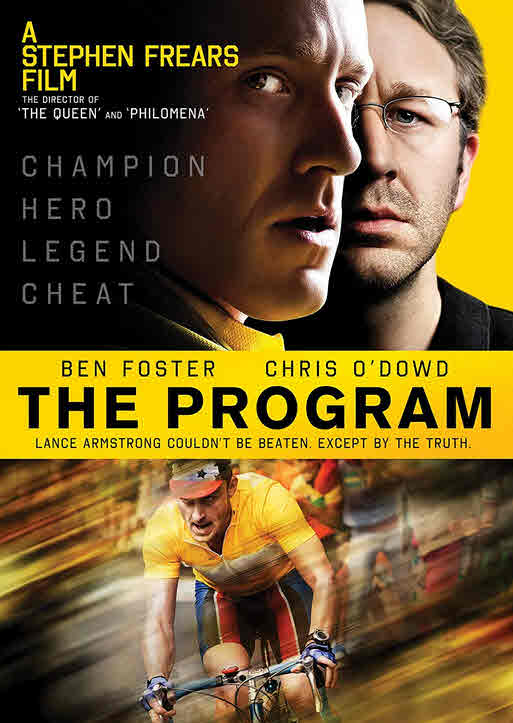 A
STEPHEN FREARS
FILM
THE DIRECTOR OF
'THE QUEEN' AND 'PHILOMENA'
CHAMPION
HERO
LEGEND
CHEAT
BEN FOSTER CHRIS O'DOWD
THE PROGRAM
LANCE ARMSTRONG COULDN'T BE BEATEN. EXCEPT BY THE TRUTH.